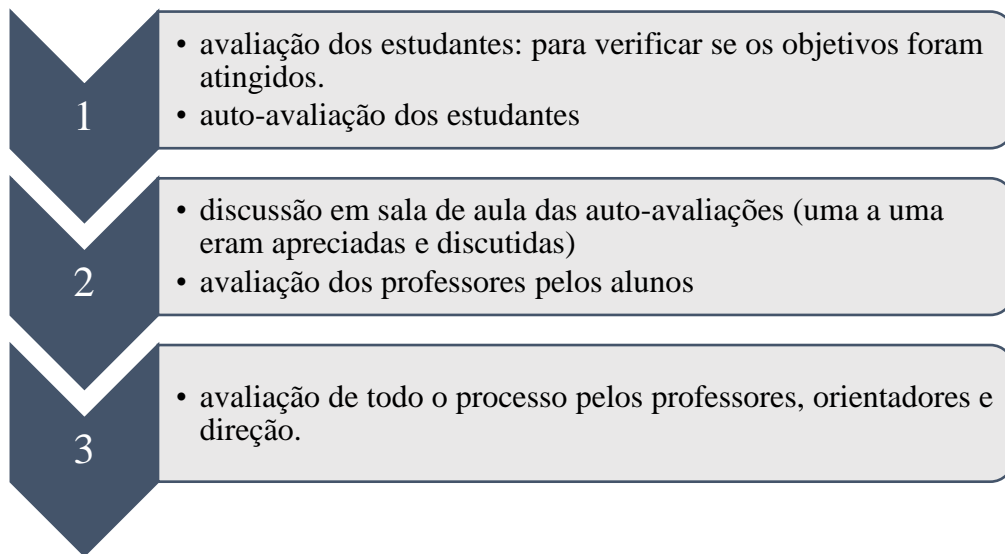 1
• avaliação dos estudantes: para verificar se os objetivos foram
atingidos.
• auto-avaliação dos estudantes
2
• discussão em sala de aula das auto-avaliações (uma a uma
eram apreciadas e discutidas)
• avaliação dos professores pelos alunos
3
• avaliação de todo o processo pelos professores, orientadores e
direção.